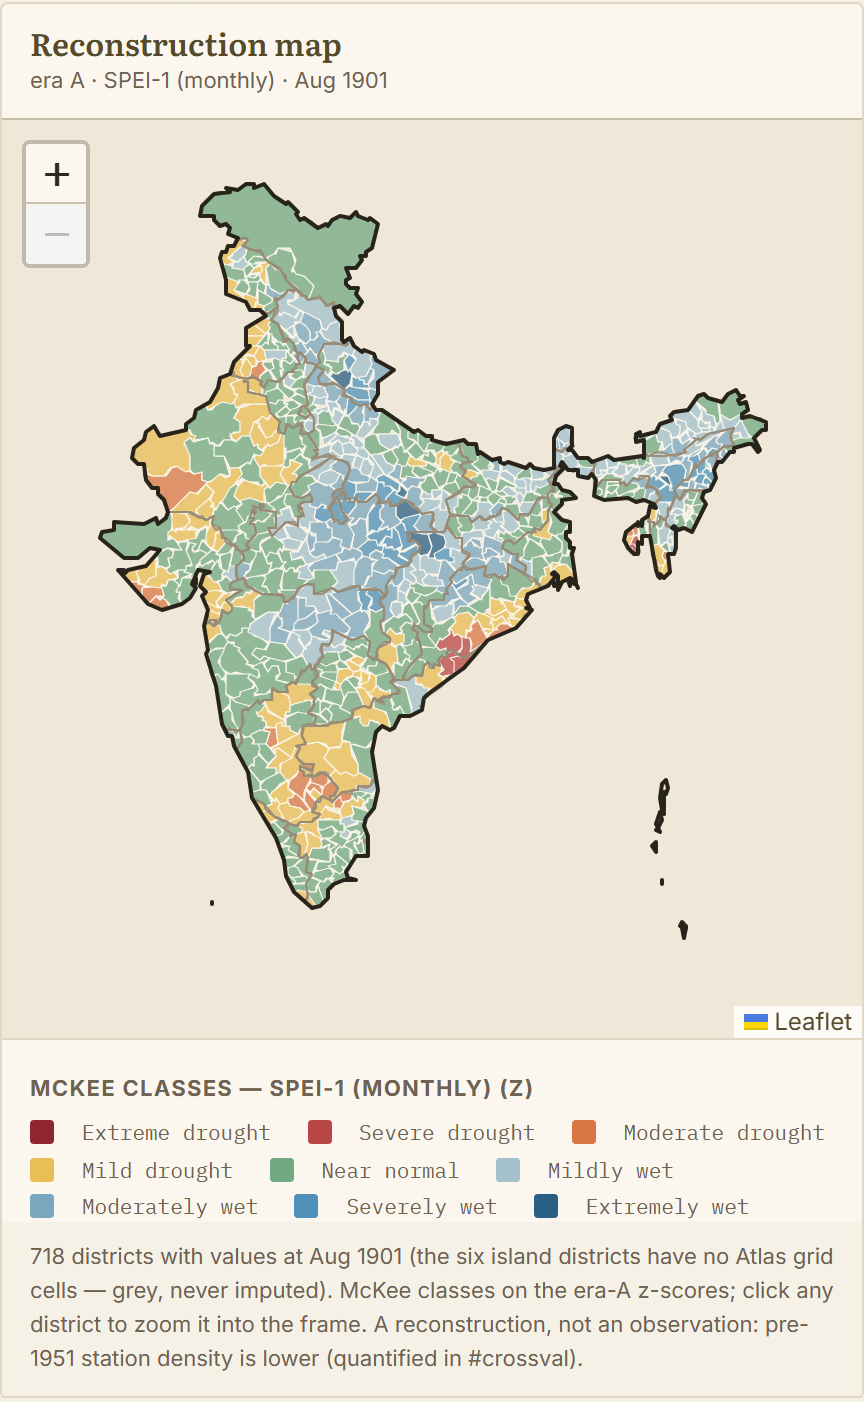 Reconstruction map
era A · SPEI-1 (monthly) · Aug 1901
+
−
Leaflet
MCKEE CLASSES — SPEI-1 (MONTHLY) (Z)
Extreme drought Severe drought Moderate drought
Mild drought Near normal Mildly wet
Moderately wet Severely wet Extremely wet
718 districts with values at Aug 1901 (the six island districts have no Atlas grid
cells — grey, never imputed). McKee classes on the era-A z-scores; click any
district to zoom it into the frame. A reconstruction, not an observation: pre-
1951 station density is lower (quantified in #crossval).